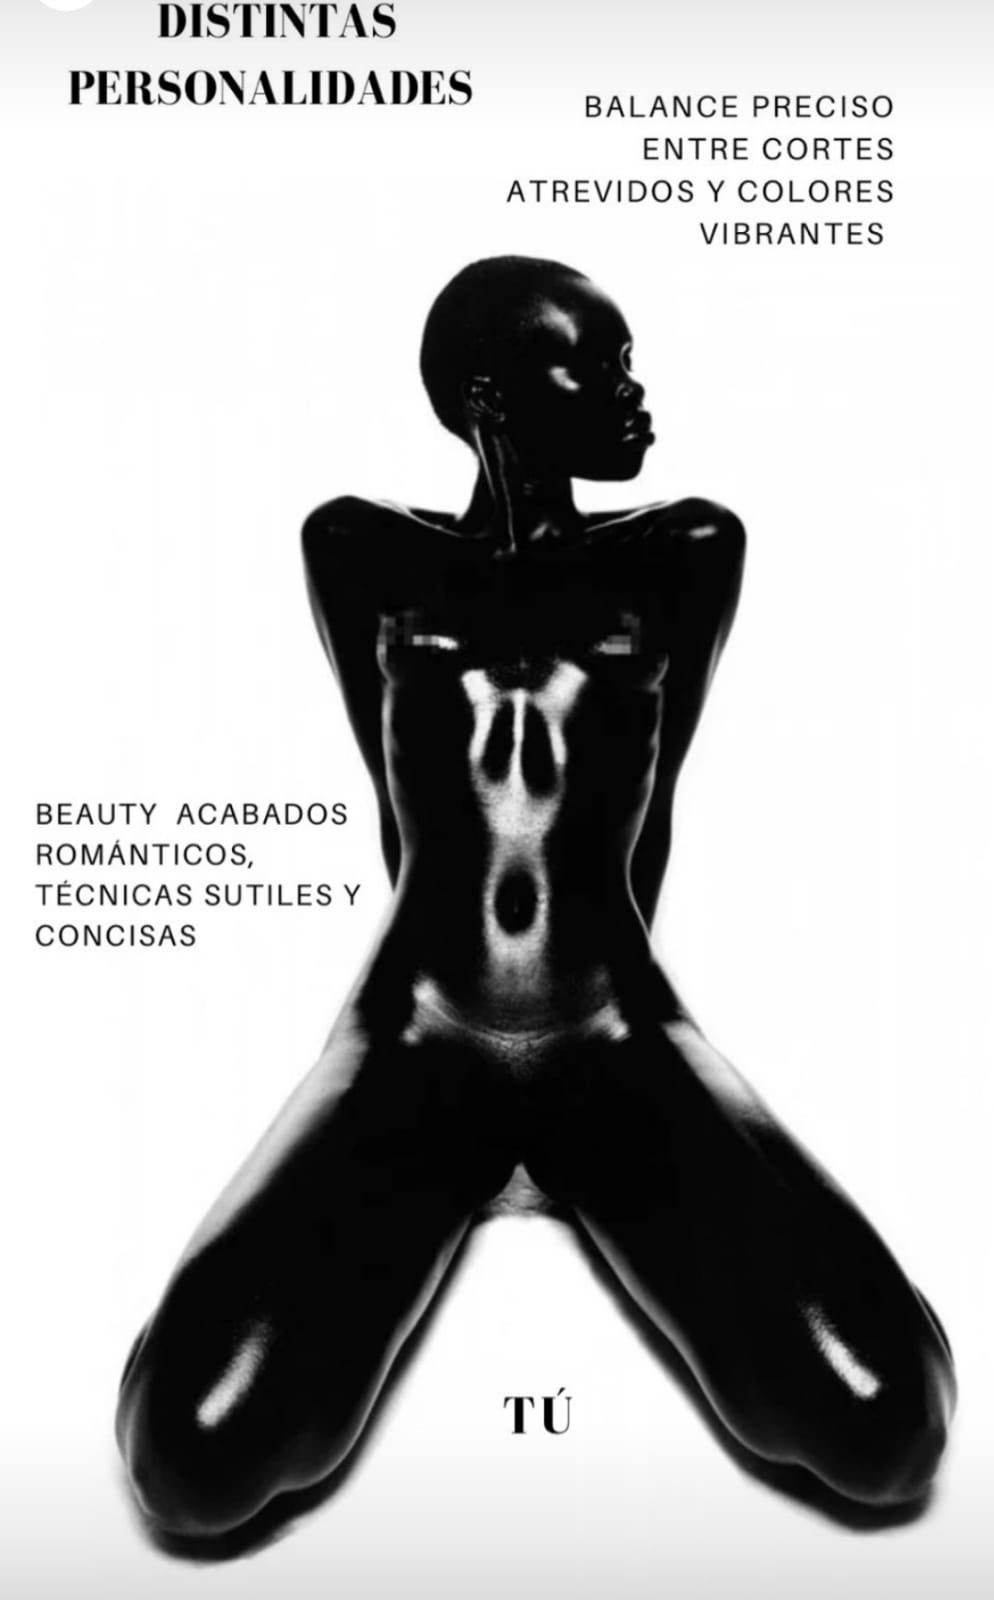 DISTINTAS
PERSONALIDADES
BALANCE PRECISO
ENTRE CORTES
ATREVIDOS Y COLORES
VIBRANTES
BEAUTY ACABADOS
ROMÁNTICOS,
TÉCNICAS SUTILES Y
CONCISAS
TÚ